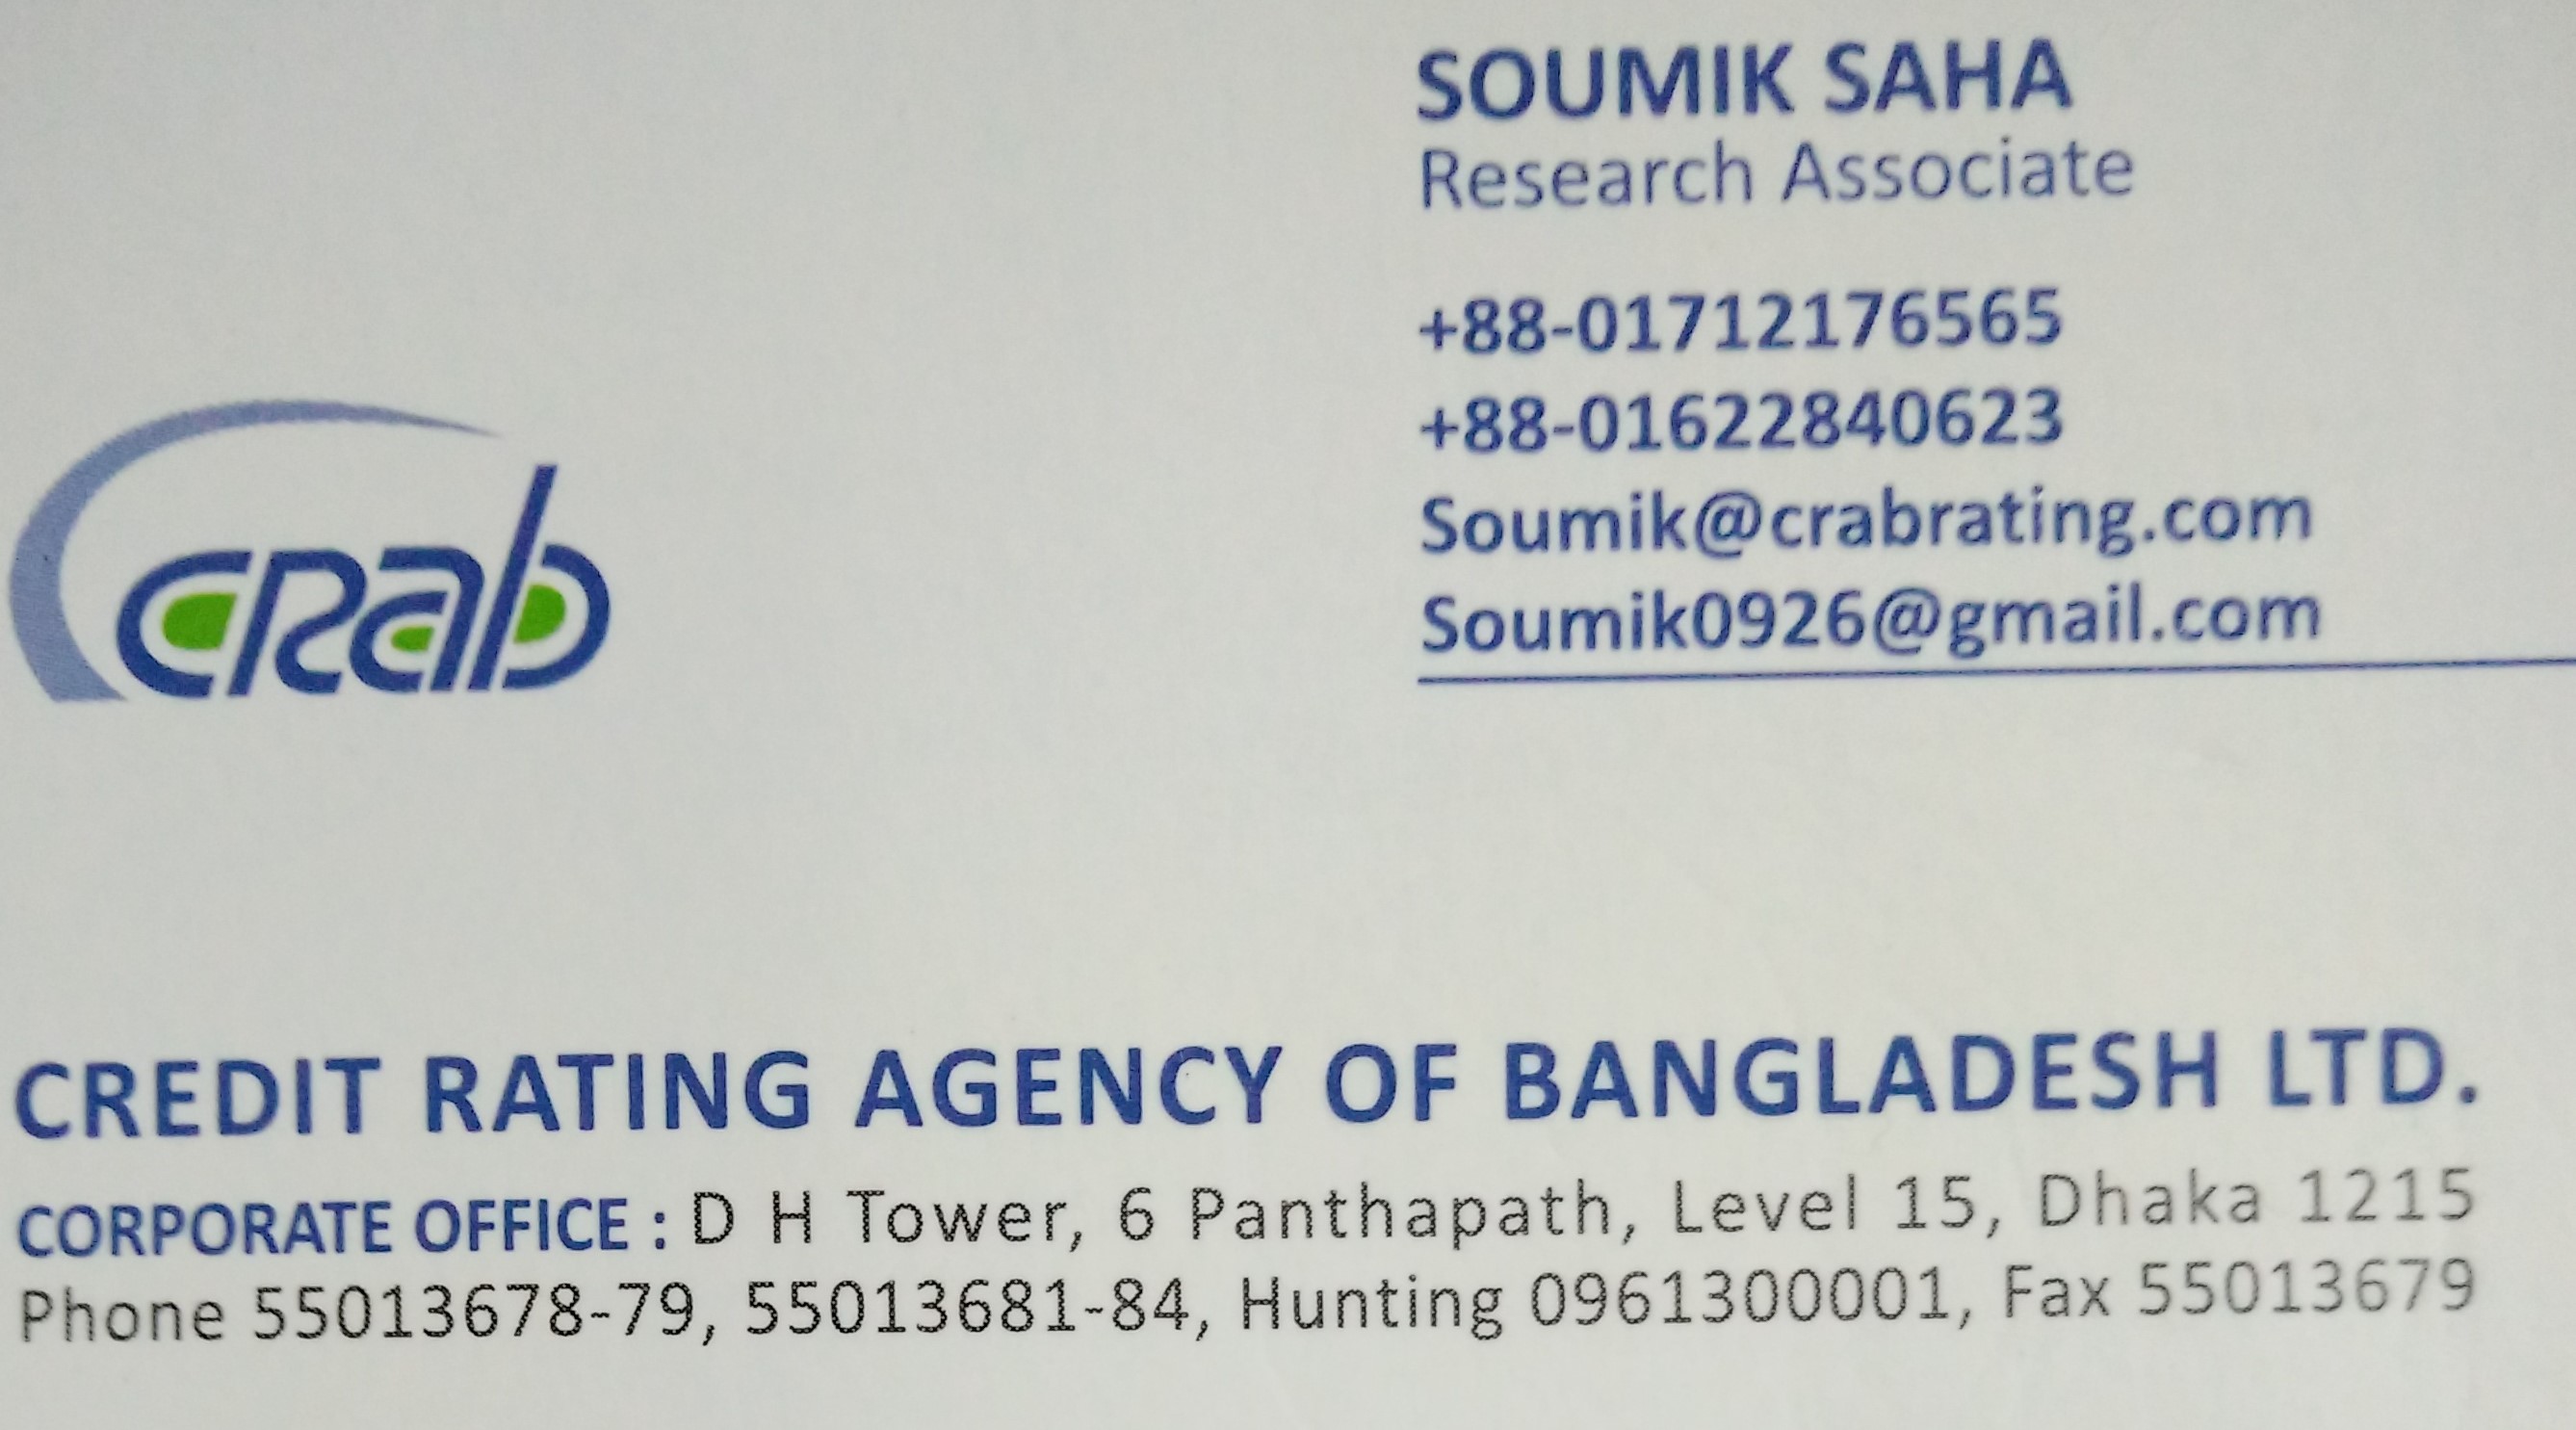 SOUMIK SAHA
Research Associate
+88-01712176565
+88-01622840623
Soumik@crabrating.com
Soumik0926@gmail.com
CRab
CREDIT RATING AGENCY OF BANGLADESH LTD.
CORPORATE OFFICE : D H Tower, 6 Panthapath, Level 15, Dhaka 1215
Phone 55013678-79, 55013681-84, Hunting 0961300001, Fax 55013679